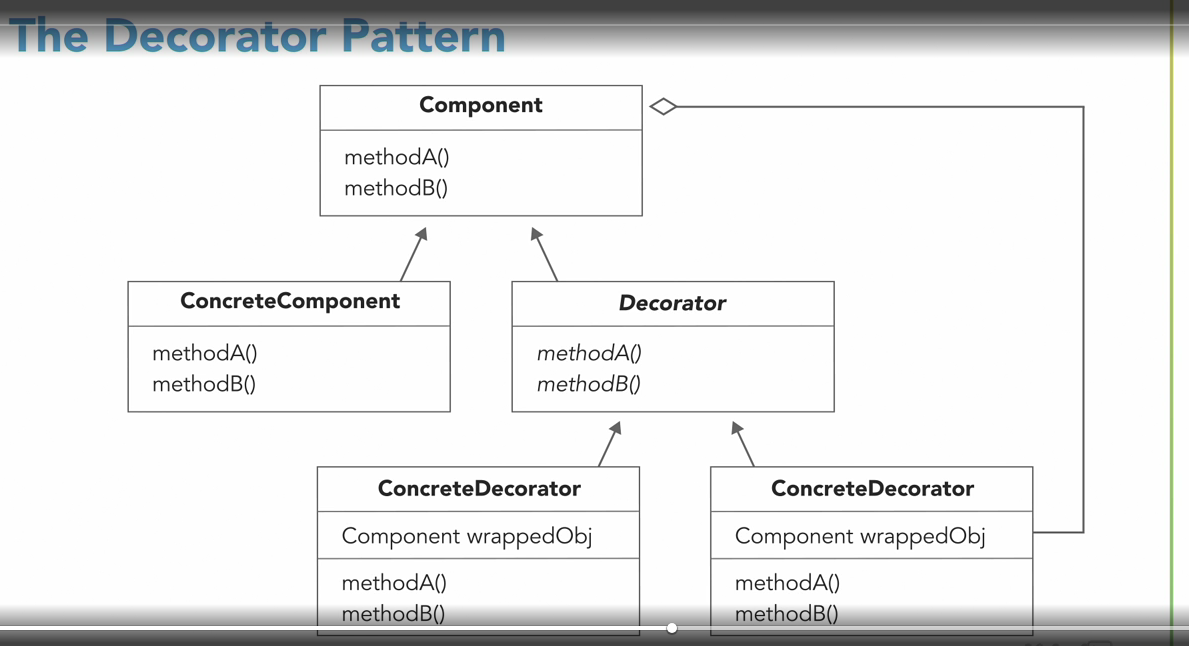 The Decorator Pattern
Component
methodA()
methodB()
ConcreteComponent
methodA()
methodB()
Decorator
methodA()
methodB()
ConcreteDecorator
Component wrappedObj
methodA()
methodB()
ConcreteDecorator
Component wrappedObj
methodA()
methodB()